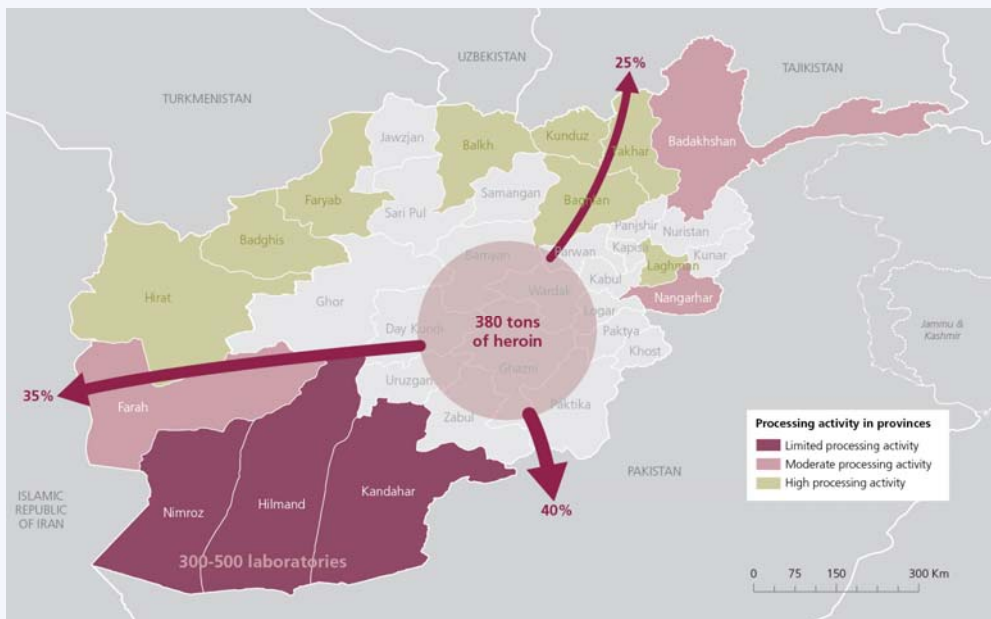 UZBEKISTAN
25%
TAJIKISTAN
TURKMENISTAN
Jawzjan
Balkh
Kunduz
Takhar
Badakhshan
Faryab
Samangan
Sari Pul
Baghlan
Badghis
Panjshir
Nuristan
Kapisa
Parwan
Bamyan
Kunar
Laghman
Kabul
Hirat
Ghor
Wardak
Nangarhar
Logar
380 tons
of heroin
Day Kundi
Paktya
Khost
Jammu &
Kashmir
Ghazni
Uruzgan
35%
Farah
Zabul
Paktika
Processing activity in provinces
Limited processing activity
Moderate processing activity
High processing activity
PAKISTAN
ISLAMIC
REPUBLIC
OF IRAN
Nimroz
Hilmand
Kandahar
40%
300-500 laboratories
0 75 150 300 Km